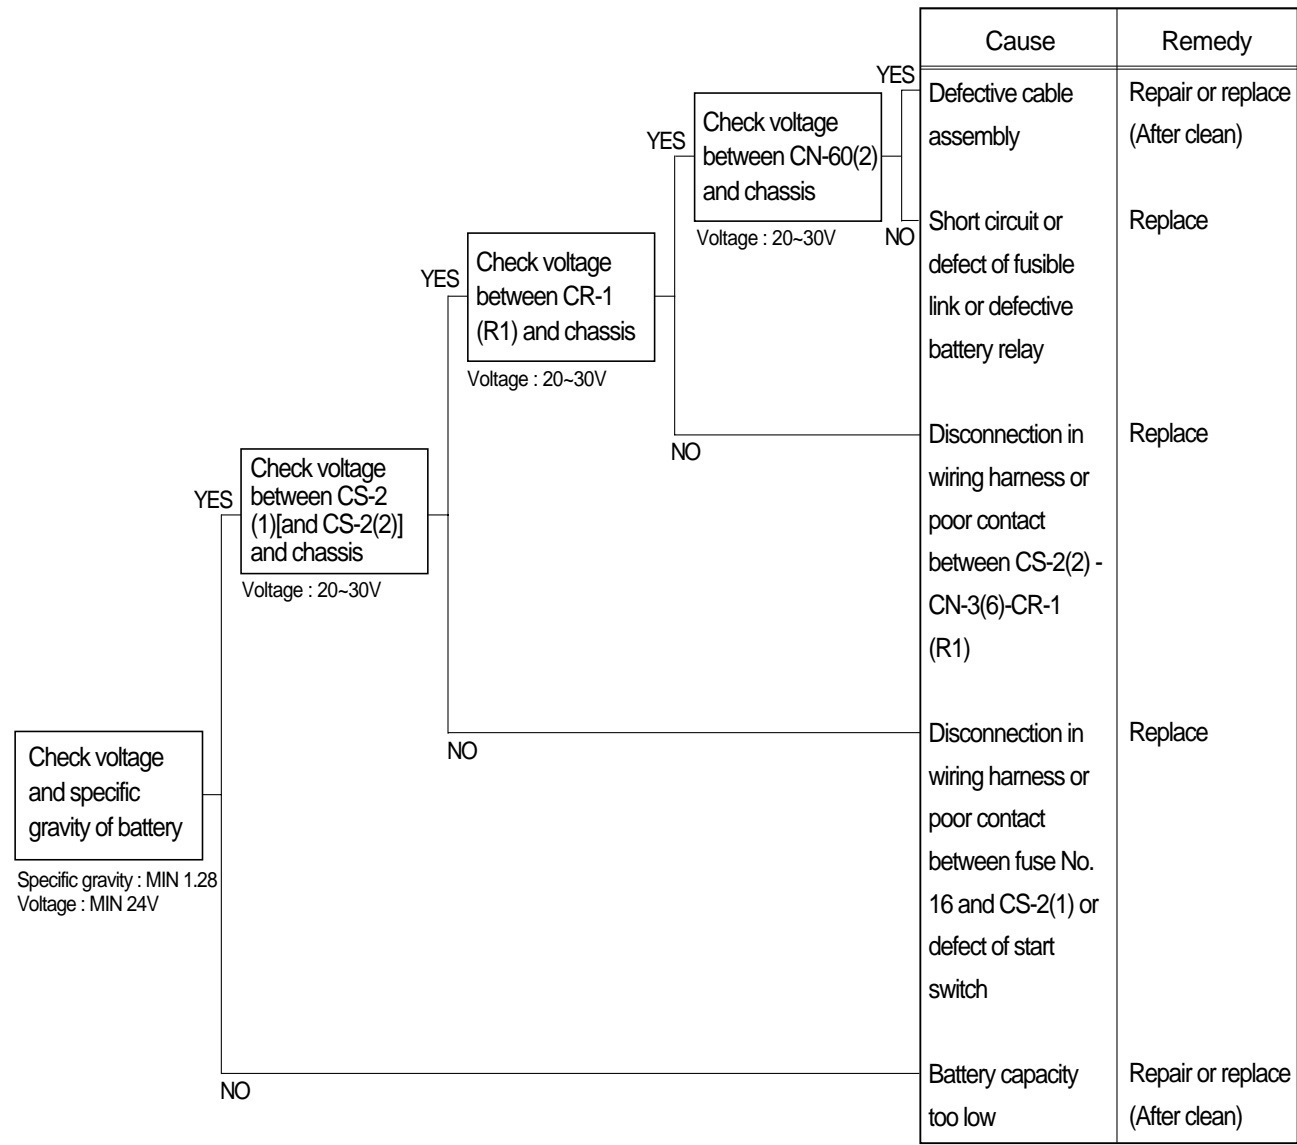 Cause
Remedy
YES
Defective cable
assembly
Repair or replace
(After clean)
YES
Check voltage
between CN-60(2)
and chassis
Voltage : 20~30V
NO
Short circuit or
defect of fusible
link or defective
battery relay
Replace
YES
Check voltage
between CR-1
(R1) and chassis
Voltage : 20~30V
NO
Disconnection in
wiring harness or
poor contact
between CS-2(2) -
CN-3(6)-CR-1
(R1)
Replace
YES
Check voltage
between CS-2
(1)[and CS-2(2)]
and chassis
Voltage : 20~30V
NO
Disconnection in
wiring harness or
poor contact
between fuse No.
16 and CS-2(1) or
defect of start
switch
Replace
Check voltage
and specific
gravity of battery
Specific gravity : MIN 1.28
Voltage : MIN 24V
NO
Battery capacity
too low
Repair or replace
(After clean)